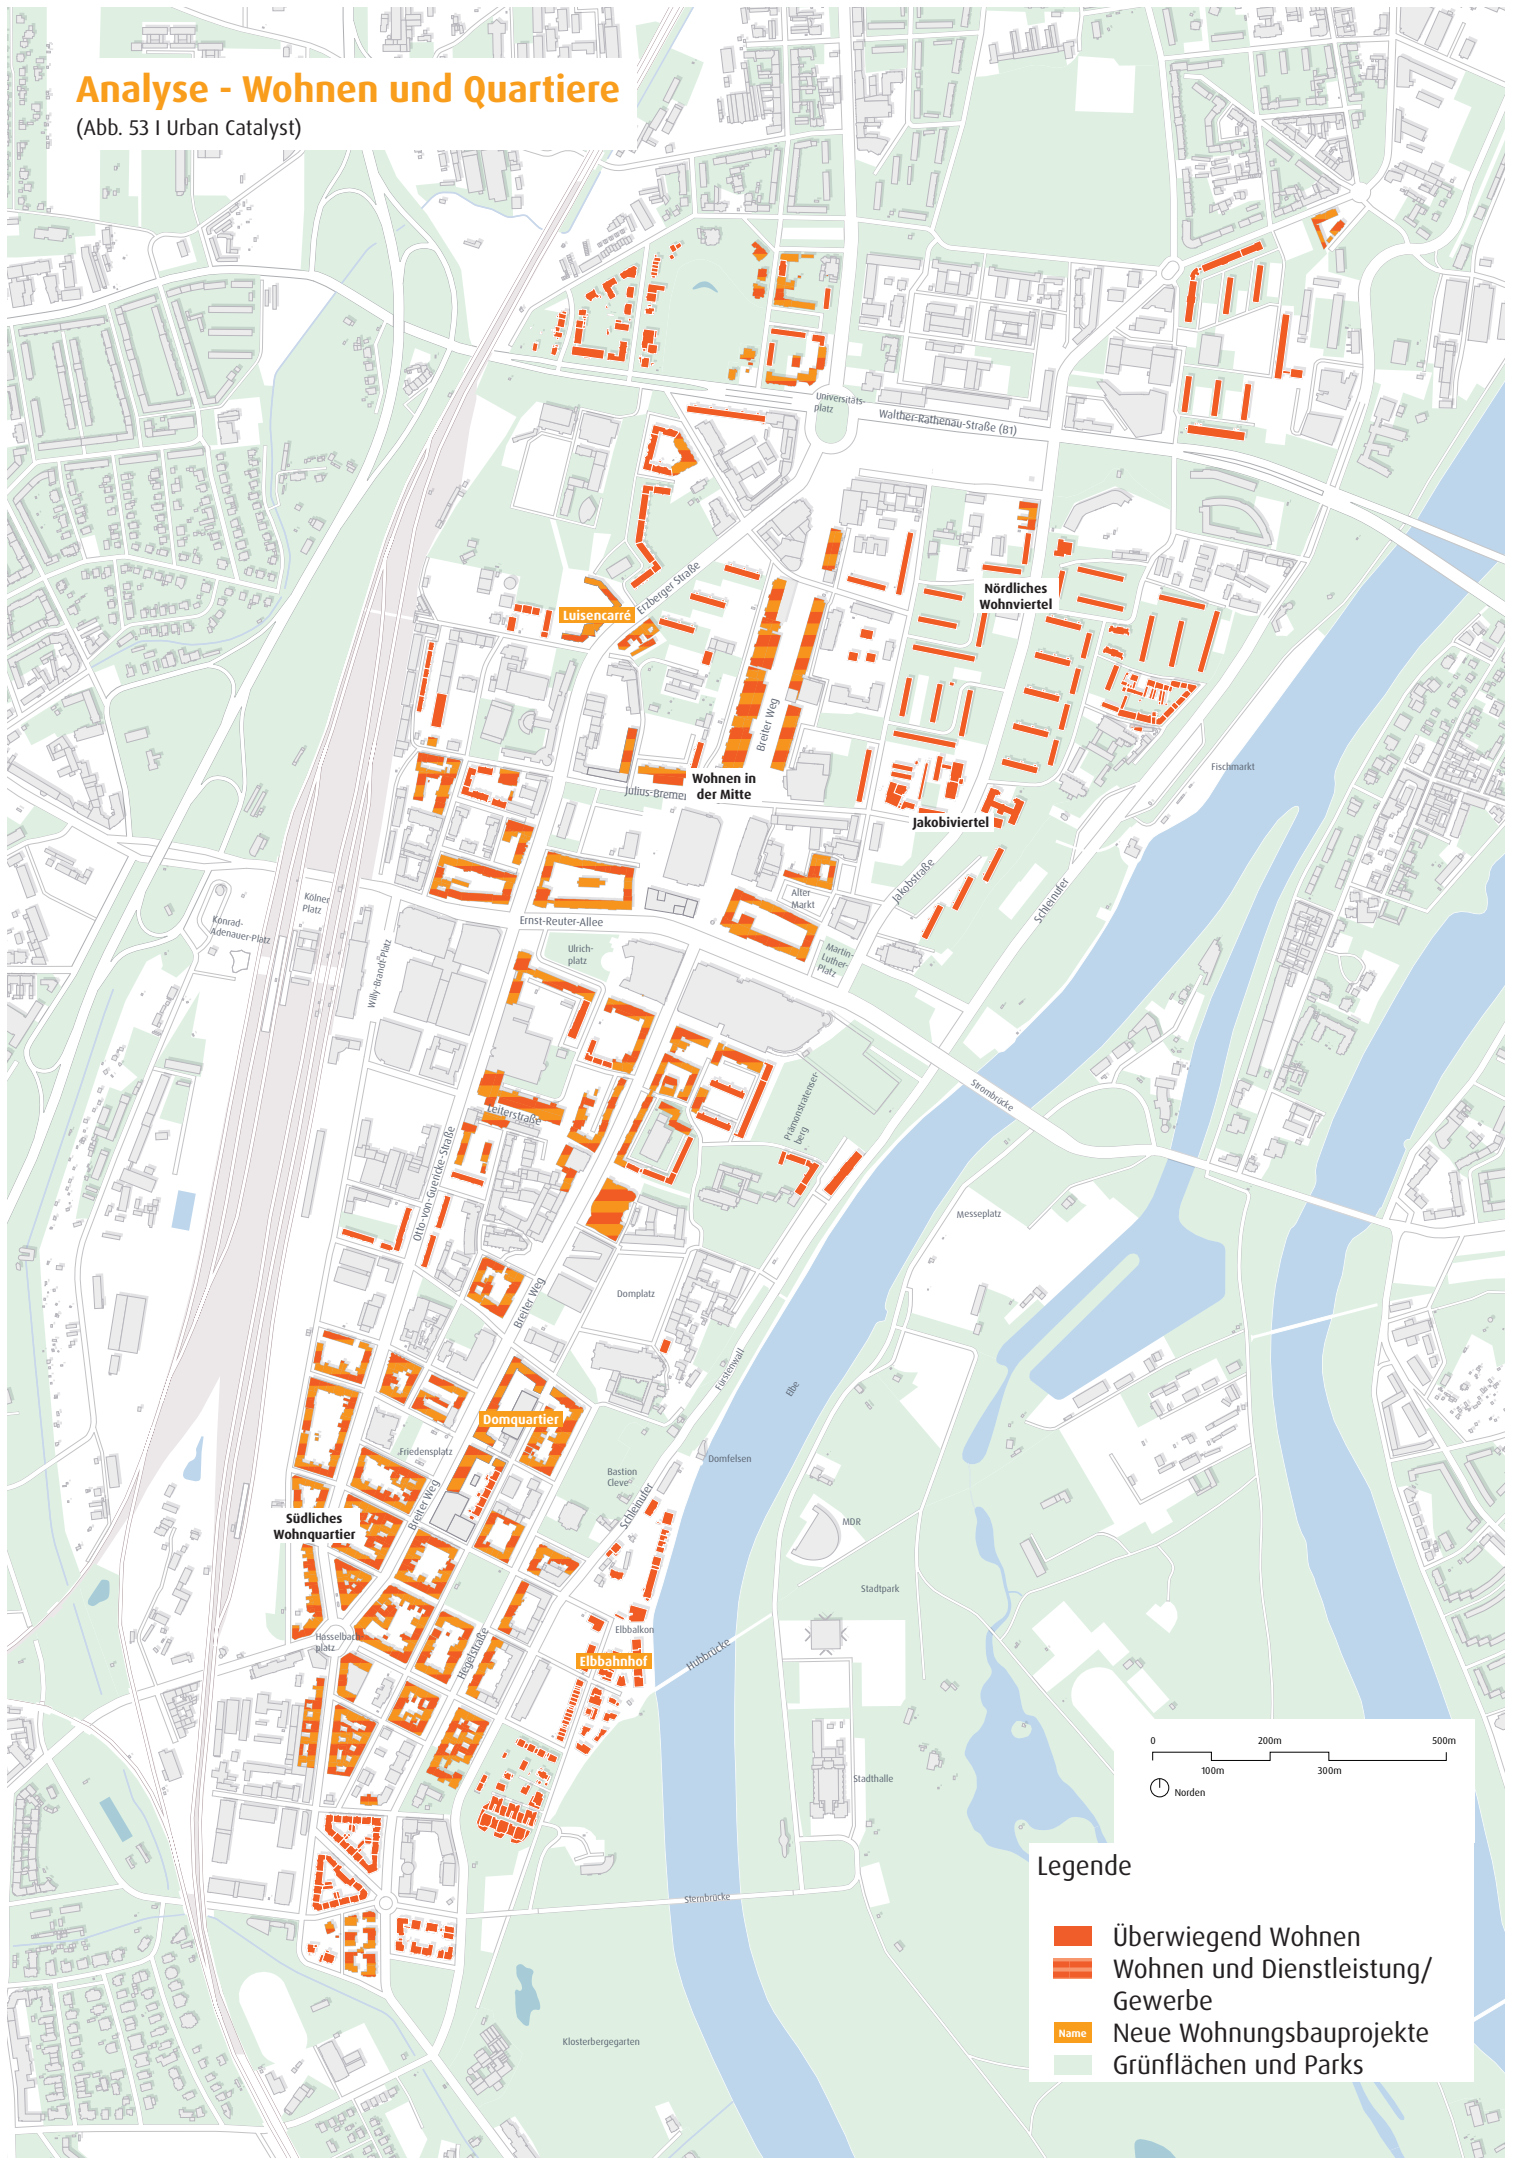 Analyse - Wohnen und Quartiere
(Abb. 53 I Urban Catalyst)
Universitäts-
platz
Walther-Rathenau-Straße (B1)
Nördliches
Wohnviertel
Luisencarré
Erzberger Straße
Breiter Weg
Wohnen in
der Mitte
Julius-Bremer
Fischmarkt
Jakobiviertel
Jakobstraße
Schleinufer
Alter
Markt
Kölner
Platz
Konrad-
Adenauer-Platz
Ernst-Reuter-Allee
Willy-Brandt-Platz
Ulrich-
platz
Martin-
Luther-
Platz
Strombrücke
Prämonstratenser-
berg
Leiterstraße
Otto-von-Guericke-Straße
Messeplatz
Domplatz
Breiter Weg
Fürstenwall
Elbe
Domquartier
Friedensplatz
Domfelsen
Bastion
Cleve
Schleinufer
Breiter Weg
Südliches
Wohnquartier
MDR
Stadtpark
Elbbalkon
Hasselbach
platz
Hegelstraße
Elbbahnhof
Hubbrücke
Stadthalle
Sternbrücke
Klosterbergegarten
0
200m
500m
100m
300m
Norden
Legende
Überwiegend Wohnen
Wohnen und Dienstleistung/
Gewerbe
Name
Neue Wohnungsbauprojekte
Grünflächen und Parks